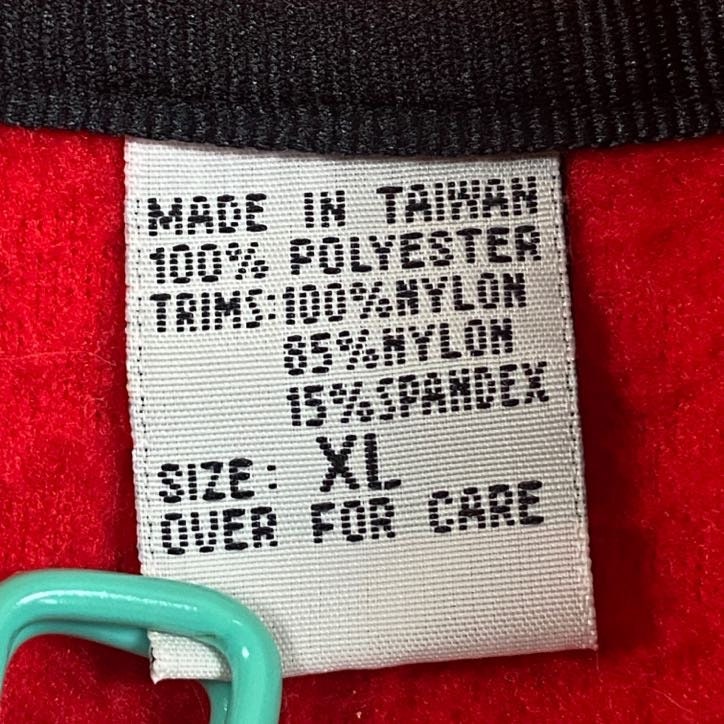 MADE IN TAIWAN
100% POLYESTER
TRIMS:100%NYLON
85%NYLON
15%SPANDEX
SIZE: XL
OVER FOR CARE